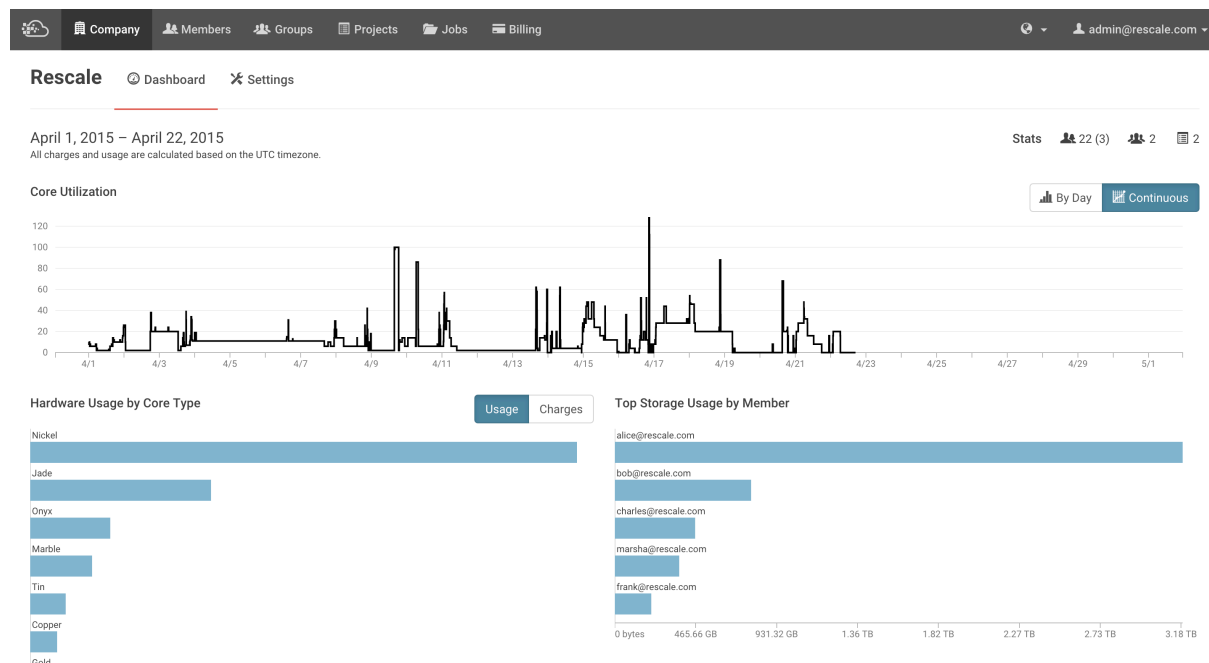 Company Members Groups Projects Jobs Billing admin@rescale.com
Rescale Dashboard Settings
April 1, 2015 – April 22, 2015
All charges and usage are calculated based on the UTC timezone.
Stats 22 (3) 2 2
Core Utilization
By Day Continuous
120
100
80
60
40
20
0
4/1 4/3 4/5 4/7 4/9 4/11 4/13 4/15 4/17 4/19 4/21 4/23 4/25 4/27 4/29 5/1
Hardware Usage by Core Type
Usage Charges
Nickel
Jade
Onyx
Marble
Tin
Copper
Gold
Top Storage Usage by Member
alice@rescale.com
bob@rescale.com
charles@rescale.com
marsha@rescale.com
frank@rescale.com
0 bytes 465.66 GB 931.32 GB 1.36 TB 1.82 TB 2.27 TB 2.73 TB 3.18 TB